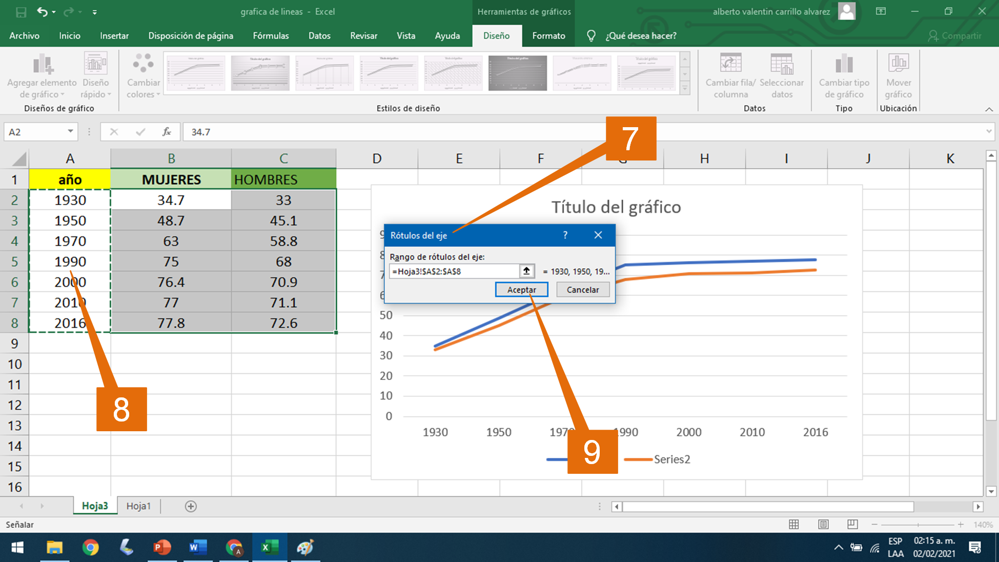 grafica de lineas - Excel
Herramientas de gráficos
alberto valentin carrillo alvarez
Archivo Inicio Insertar Disposición de página Fórmulas Datos Revisar Vista Ayuda Diseño Formato ¿Qué desea hacer? Compartir
Agregar elemento de gráfico
Diseño rápido
Cambiar colores
Cambiar fila/ columna
Seleccionar datos
Cambiar tipo de gráfico
Mover gráfico
Diseños de gráfico Estilos de diseño Datos Tipo Ubicación
A2 fx 34.7
7
A B C D E F G H I J K
1 año MUJERES HOMBRES
2 1930 34.7 33
3 1950 48.7 45.1
4 1970 63 58.8
5 1990 75 68
6 2000 76.4 70.9
7 2010 77 71.1
8 2016 77.8 72.6
9
10
11
12
13
14
15
16
8
Título del gráfico
Rótulos del eje ?
Rango de rótulos del eje:
=Hoja3!$A$2:$A$8 = 1930, 1950, 19...
Aceptar Cancelar
9
8
7
6
50
40
30
20
10
0
1930 1950 1970 1990 2000 2010 2016
9
Series2
Hoja3 Hoja1
Señalar
140%
ESP
LAA
02:15 a. m.
02/02/2021